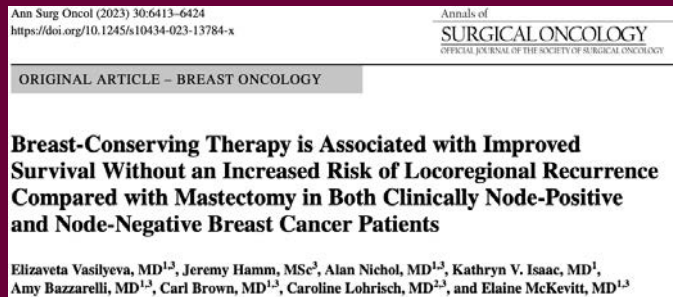 Ann Surg Oncol (2023) 30:6413–6424
https://doi.org/10.1245/s10434-023-13784-x
Annals of
SURGICAL ONCOLOGY
OFFICIAL JOURNAL OF THE SOCIETY OF SURGICAL ONCOLOGY
ORIGINAL ARTICLE – BREAST ONCOLOGY
Breast-Conserving Therapy is Associated with Improved
Survival Without an Increased Risk of Locoregional Recurrence
Compared with Mastectomy in Both Clinically Node-Positive
and Node-Negative Breast Cancer Patients
Elizaveta Vasilyeva, MD1,3, Jeremy Hamm, MSc3, Alan Nichol, MD1,3, Kathryn V. Isaac, MD1,
Amy Bazzarelli, MD1,3, Carl Brown, MD1,3, Caroline Lohrisch, MD2,3, and Elaine McKevitt, MD1,3